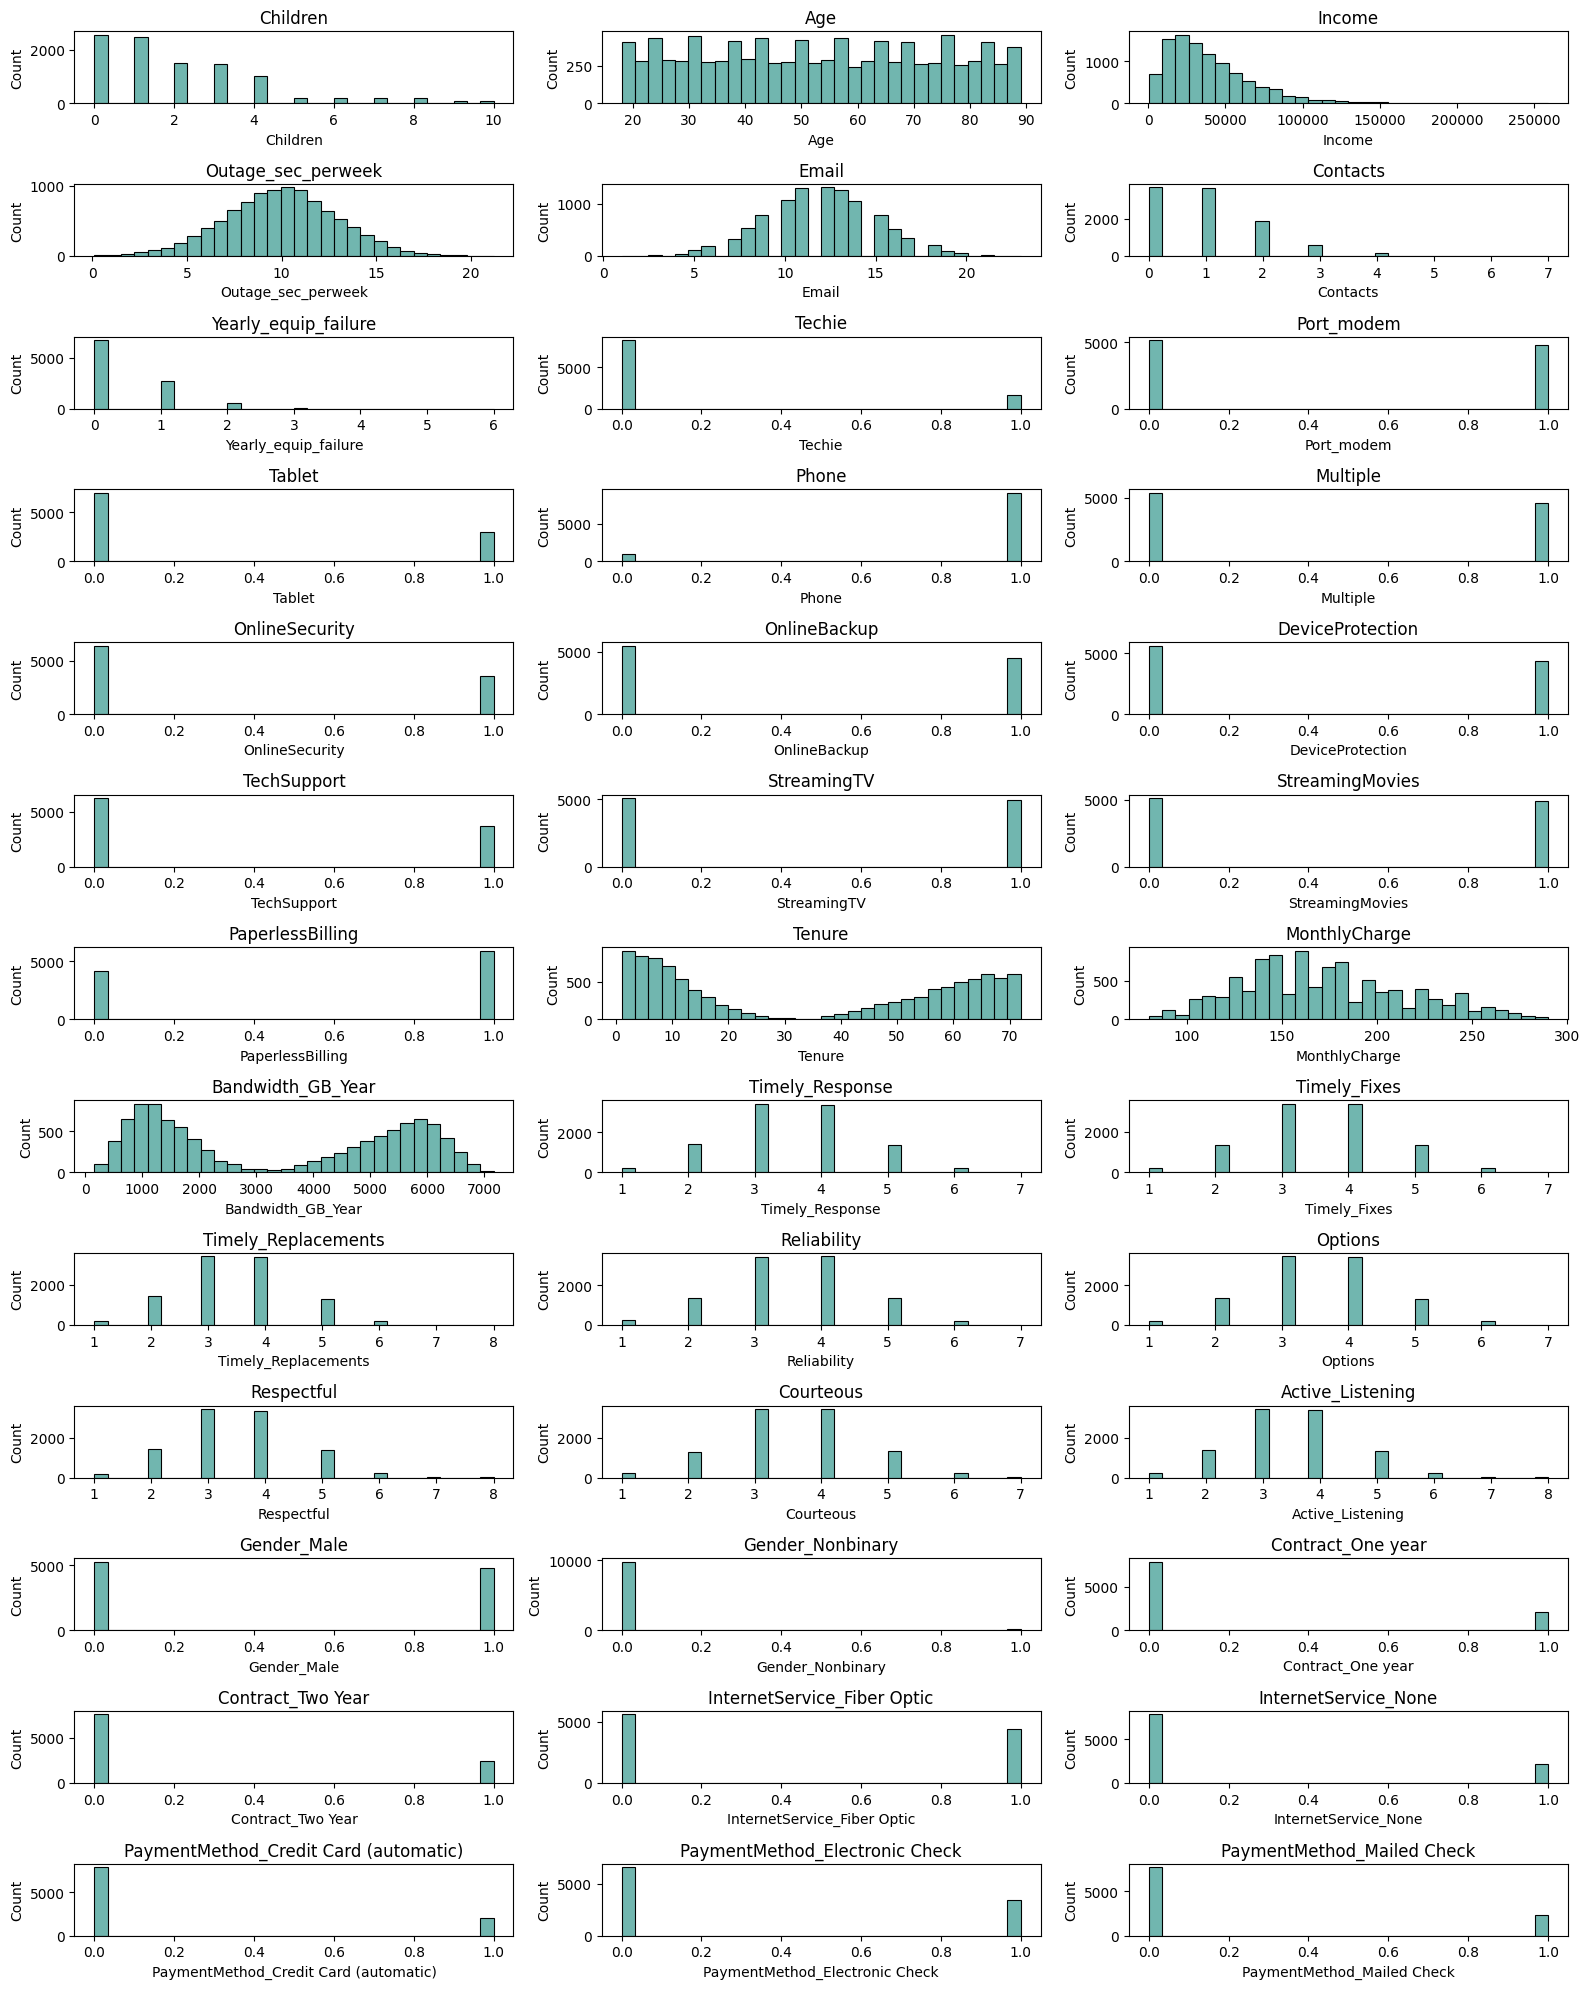 Children
Age
Income
Count
2000
0
0 2 4 6 8 10
Children
Count
250
0
20 30 40 50 60 70 80 90
Age
Count
1000
0
0 50000 100000 150000 200000 250000
Income
Outage_sec_perweek
Email
Contacts
Count
1000
500
0
5 10 15 20
0
Outage_sec_perweek
Count
1000
0
0 5 10 15 20
Email
Count
2000
0
0 1 2 3 4 5 6 7
Contacts
Yearly_equip_failure
Techie
Port_modem
Count
5000
0
0 1 2 3 4 5 6
Yearly_equip_failure
Count
5000
0
0.0 0.2 0.4 0.6 0.8 1.0
Techie
Count
5000
0
0.0 0.2 0.4 0.6 0.8 1.0
Port_modem
Tablet
Phone
Multiple
Count
5000
0
0.0 0.2 0.4 0.6 0.8 1.0
Tablet
Count
5000
0
0.0 0.2 0.4 0.6 0.8 1.0
Phone
Count
5000
0
0.0 0.2 0.4 0.6 0.8 1.0
Multiple
OnlineSecurity
OnlineBackup
DeviceProtection
Count
5000
0
0.0 0.2 0.4 0.6 0.8 1.0
OnlineSecurity
Count
5000
0
0.0 0.2 0.4 0.6 0.8 1.0
OnlineBackup
Count
5000
0
0.0 0.2 0.4 0.6 0.8 1.0
DeviceProtection
TechSupport
StreamingTV
StreamingMovies
Count
5000
0
0.0 0.2 0.4 0.6 0.8 1.0
TechSupport
Count
5000
0
0.0 0.2 0.4 0.6 0.8 1.0
StreamingTV
Count
5000
0
0.0 0.2 0.4 0.6 0.8 1.0
StreamingMovies
PaperlessBilling
Tenure
MonthlyCharge
Count
5000
0
0.0 0.2 0.4 0.6 0.8 1.0
PaperlessBilling
Count
500
0
0 10 20 30 40 50 60 70
Tenure
Count
500
0
100 150 200 250 300
MonthlyCharge
Bandwidth_GB_Year
Timely_Response
Timely_Fixes
Count
500
0
0 1000 2000 3000 4000 5000 6000 7000
Bandwidth_GB_Year
Count
2000
0
1 2 3 4 5 6 7
Timely_Response
Count
2000
0
1 2 3 4 5 6 7
Timely_Fixes
Timely_Replacements
Reliability
Options
Count
2000
0
1 2 3 4 5 6 7 8
Timely_Replacements
Count
2000
0
1 2 3 4 5 6 7
Reliability
Count
2000
0
1 2 3 4 5 6 7
Options
Respectful
Courteous
Active_Listening
Count
2000
0
1 2 3 4 5 6 7 8
Respectful
Count
2000
0
1 2 3 4 5 6 7
Courteous
Count
2000
0
1 2 3 4 5 6 7 8
Active_Listening
Gender_Male
Gender_Nonbinary
Contract_One year
Count
5000
0
0.0 0.2 0.4 0.6 0.8 1.0
Gender_Male
Count
10000
5000
0
0.0 0.2 0.4 0.6 0.8 1.0
Gender_Nonbinary
Count
5000
0
0.0 0.2 0.4 0.6 0.8 1.0
Contract_One year
Contract_Two Year
InternetService_Fiber Optic
InternetService_None
Count
5000
0
0.0 0.2 0.4 0.6 0.8 1.0
Contract_Two Year
Count
5000
0
0.0 0.2 0.4 0.6 0.8 1.0
InternetService_Fiber Optic
Count
5000
0
0.0 0.2 0.4 0.6 0.8 1.0
InternetService_None
PaymentMethod_Credit Card (automatic)
PaymentMethod_Electronic Check
PaymentMethod_Mailed Check
Count
5000
0
0.0 0.2 0.4 0.6 0.8 1.0
PaymentMethod_Credit Card (automatic)
Count
5000
0
0.0 0.2 0.4 0.6 0.8 1.0
PaymentMethod_Electronic Check
Count
5000
0
0.0 0.2 0.4 0.6 0.8 1.0
PaymentMethod_Mailed Check